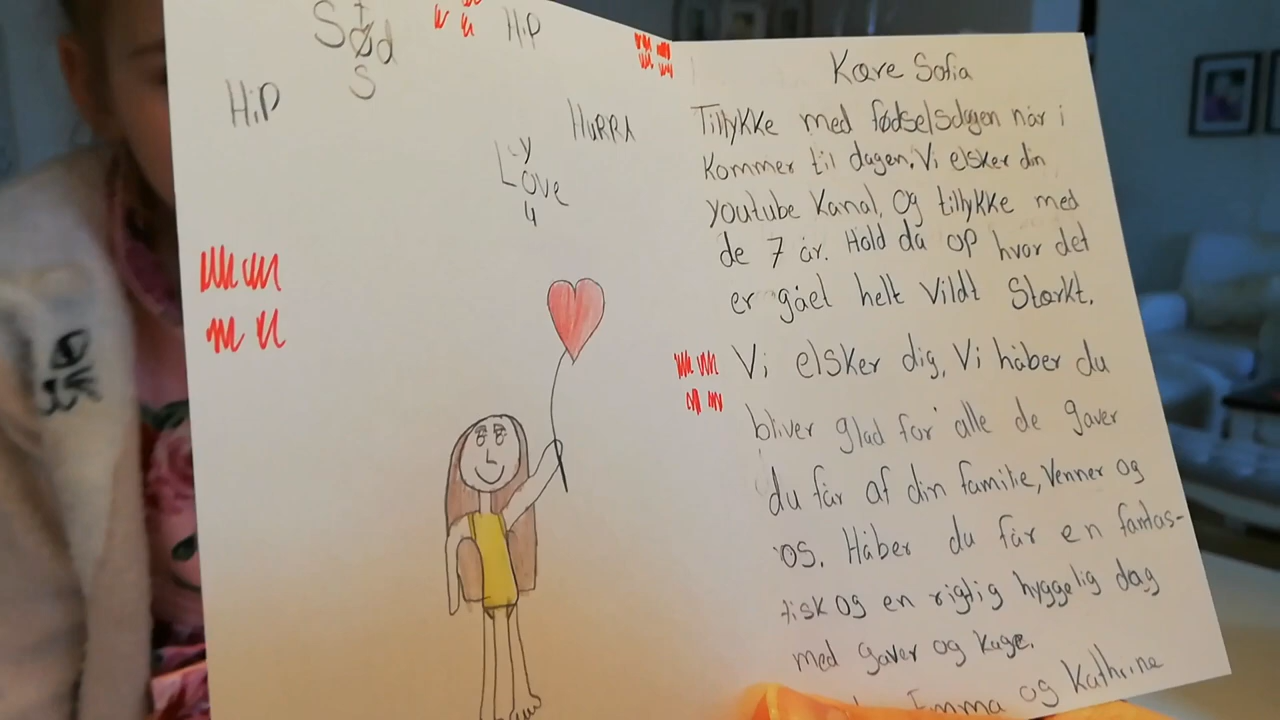 Hip
Sød
S
Hip
HURRA
y
Love
u
Kære Sofia
Tillykke med fødselsdagen når i
kommer til dagen. Vi elsker din
youtube kanal, og tillykke med
de 7 år. Hold da op hvor det
er gået helt vildt stærkt.
Vi elsker dig, Vi håber du
bliver glad for alle de gaver
du får af din familie, venner og
os. Håber du får en fantas-
tisk og en rigtig hyggelig dag
med gaver og kage.
Emma og Kathrine